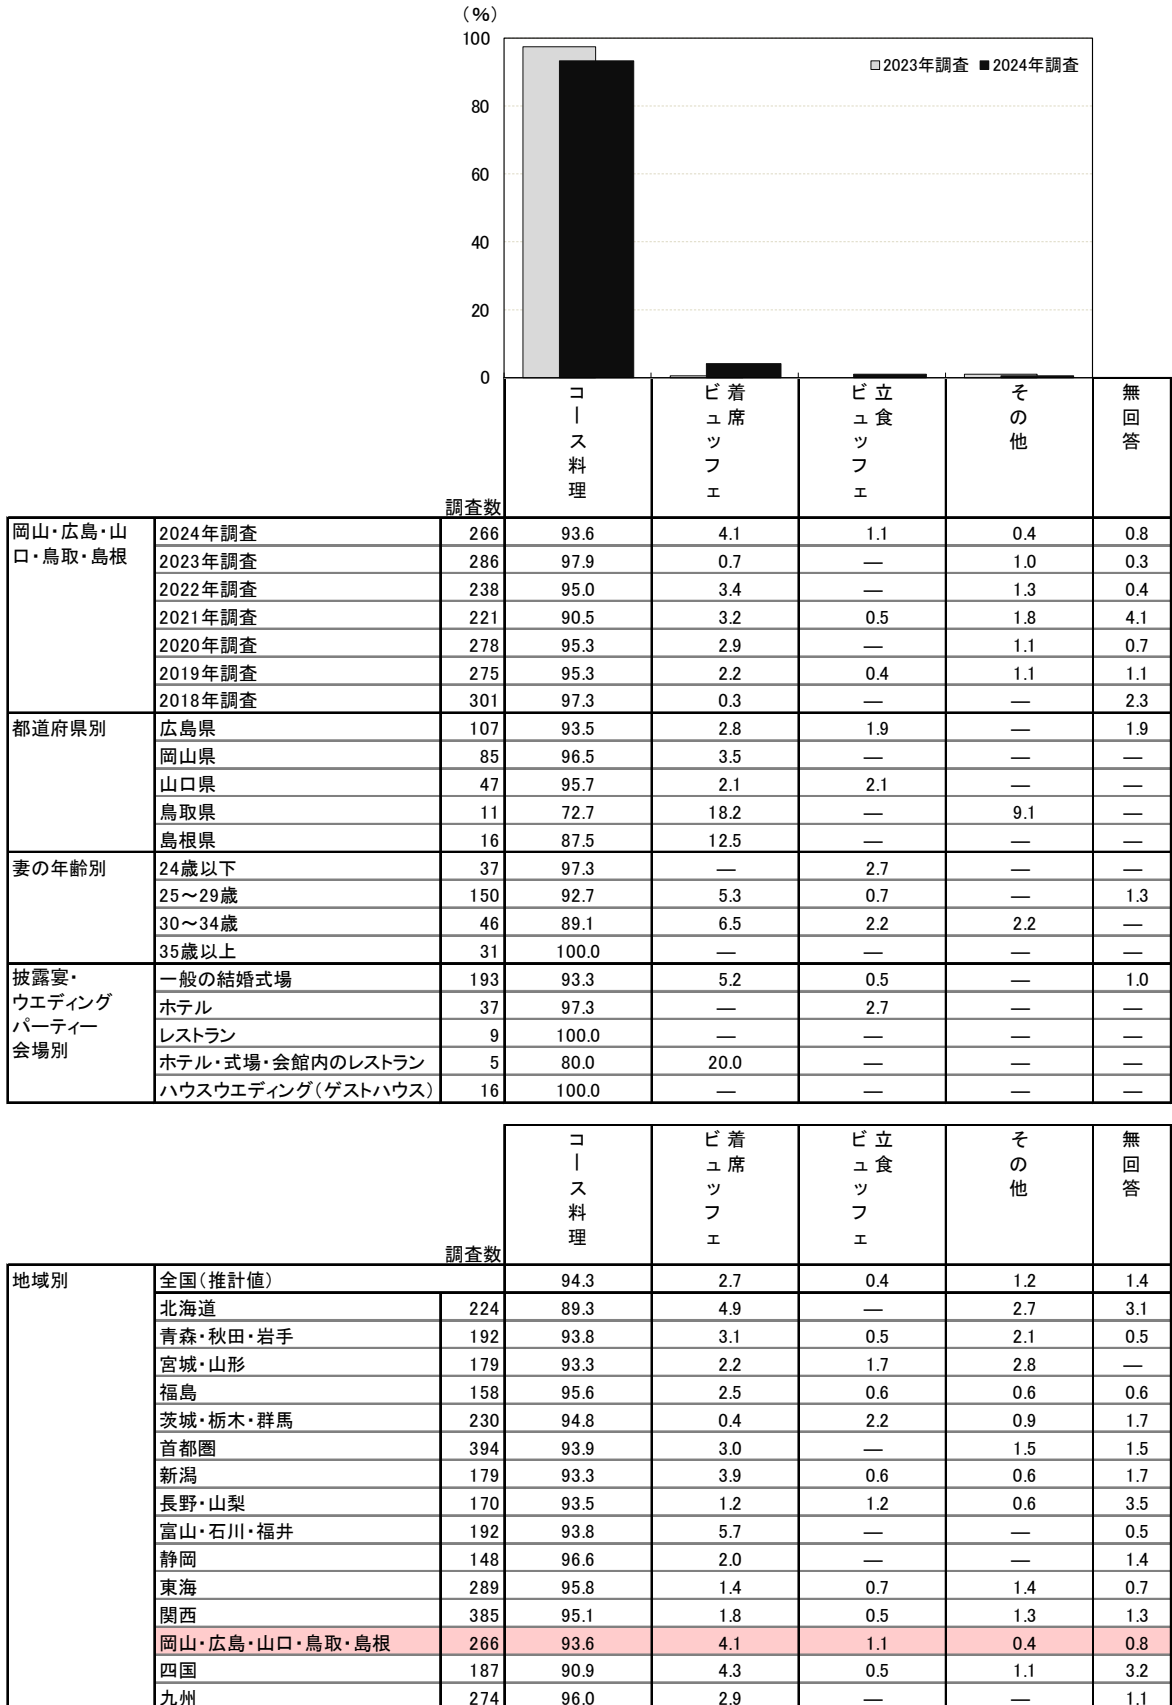 （％）
100
80
60
40
20
0
□2023年調査 ■2024年調査
調査数 コース料理 着席ビュッフェ 立食ビュッフェ その他 無回答
岡山・広島・山口・鳥取・島根 2024年調査 266 93.6 4.1 1.1 0.4 0.8
2023年調査 286 97.9 0.7 ― 1.0 0.3
2022年調査 238 95.0 3.4 ― 1.3 0.4
2021年調査 221 90.5 3.2 0.5 1.8 4.1
2020年調査 278 95.3 2.9 ― 1.1 0.7
2019年調査 275 95.3 2.2 0.4 1.1 1.1
2018年調査 301 97.3 0.3 ― ― 2.3
都道府県別 広島県 107 93.5 2.8 1.9 ― 1.9
岡山県 85 96.5 3.5 ― ― ―
山口県 47 95.7 2.1 2.1 ― ―
鳥取県 11 72.7 18.2 ― 9.1 ―
島根県 16 87.5 12.5 ― ― ―
妻の年齢別 24歳以下 37 97.3 ― 2.7 ― ―
25～29歳 150 92.7 5.3 0.7 ― 1.3
30～34歳 46 89.1 6.5 2.2 2.2 ―
35歳以上 31 100.0 ― ― ― ―
披露宴・ウエディングパーティー会場別 一般の結婚式場 193 93.3 5.2 0.5 ― 1.0
ホテル 37 97.3 ― 2.7 ― ―
レストラン 9 100.0 ― ― ― ―
ホテル・式場・会館内のレストラン 5 80.0 20.0 ― ― ―
ハウスウエディング（ゲストハウス） 16 100.0 ― ― ― ―
調査数 コース料理 着席ビュッフェ 立食ビュッフェ その他 無回答
地域別 全国（推計値） 94.3 2.7 0.4 1.2 1.4
北海道 224 89.3 4.9 ― 2.7 3.1
青森・秋田・岩手 192 93.8 3.1 0.5 2.1 0.5
宮城・山形 179 93.3 2.2 1.7 2.8 ―
福島 158 95.6 2.5 0.6 0.6 0.6
茨城・栃木・群馬 230 94.8 0.4 2.2 0.9 1.7
首都圏 394 93.9 3.0 ― 1.5 1.5
新潟 179 93.3 3.9 0.6 0.6 1.7
長野・山梨 170 93.5 1.2 1.2 0.6 3.5
富山・石川・福井 192 93.8 5.7 ― ― 0.5
静岡 148 96.6 2.0 ― ― 1.4
東海 289 95.8 1.4 0.7 1.4 0.7
関西 385 95.1 1.8 0.5 1.3 1.3
岡山・広島・山口・鳥取・島根 266 93.6 4.1 1.1 0.4 0.8
四国 187 90.9 4.3 0.5 1.1 3.2
九州 274 96.0 2.9 ― ― 1.1